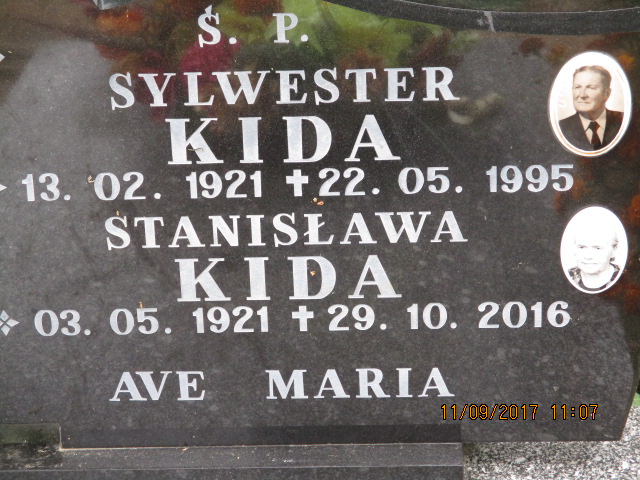 Ś. P.
SYLWESTER
KIDA
13. 02. 1921 ✝ 22. 05. 1995
STANISŁAWA
KIDA
03. 05. 1921 ✝ 29. 10. 2016
AVE MARIA
11/09/2017 11:07